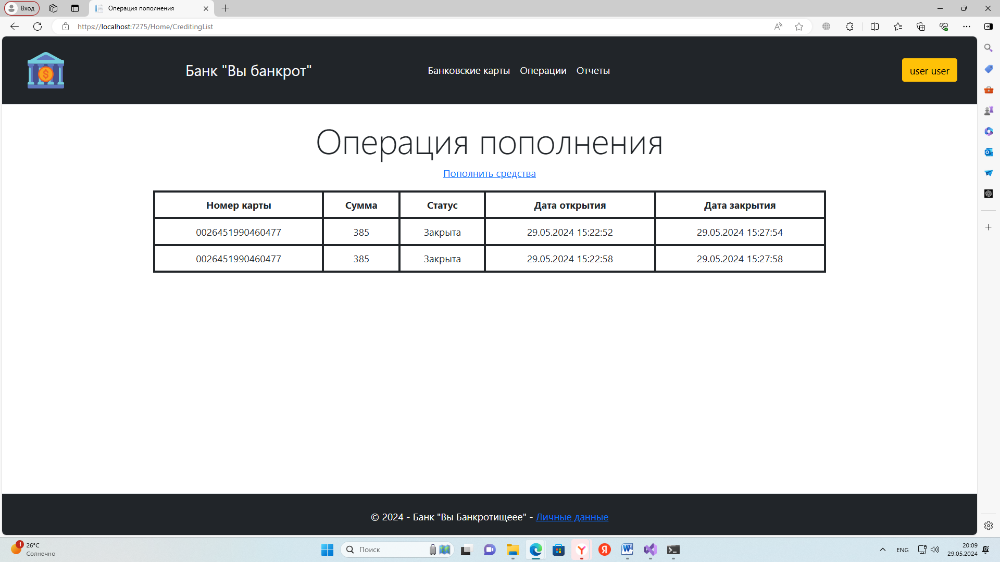 Вход
Операция пополнения
https://localhost:7275/Home/CreditingList
Банк "Вы банкрот"
Банковские карты Операции Отчеты
user user
Операция пополнения
Пополнить средства
Номер карты Сумма Статус Дата открытия Дата закрытия
0026451990460477 385 Закрыта 29.05.2024 15:22:52 29.05.2024 15:27:54
0026451990460477 385 Закрыта 29.05.2024 15:22:58 29.05.2024 15:27:58
© 2024 - Банк "Вы Банкротищеее" - Личные данные
1
26°C
Солнечно
Поиск
ENG
20:09
29.05.2024